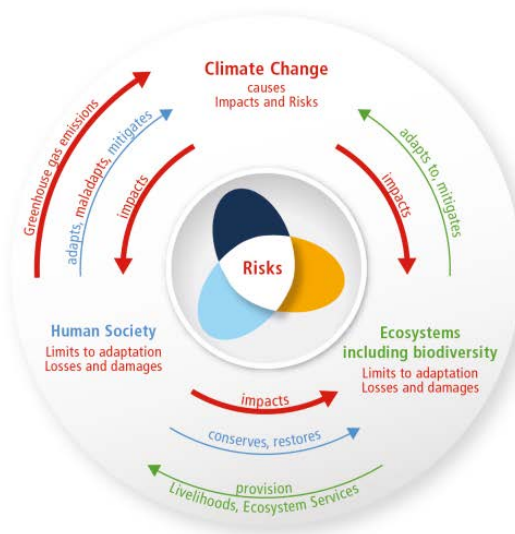 Climate Change
causes
Impacts and Risks
Greenhouse gas emissions
adapts, maladapts, mitigates
impacts
impacts
adapts to, mitigates
Risks
Human Society
Limits to adaptation
Losses and damages
Ecosystems
including biodiversity
Limits to adaptation
Losses and damages
impacts
conserves, restores
provision
Livelihoods, Ecosystem Services